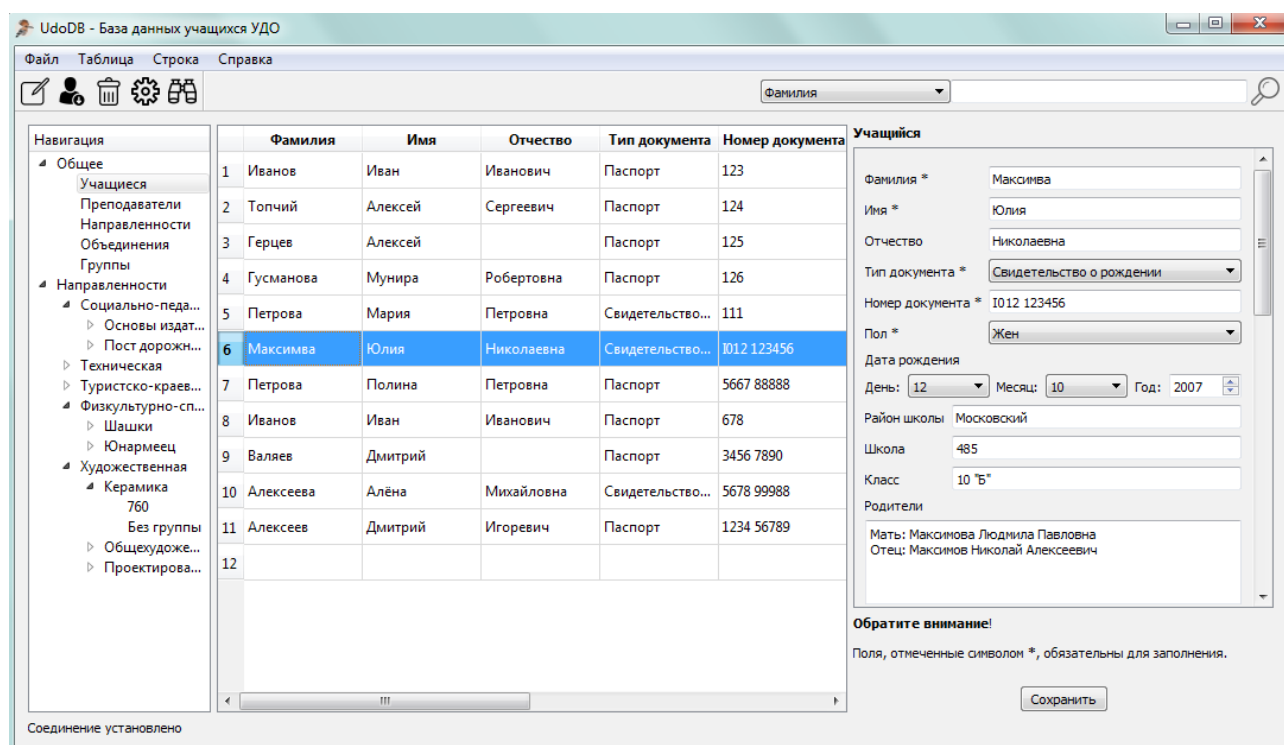 UdoDB - База данных учащихся УДО
Файл Таблица Строка Справка
Фамилия
Навигация
Общее
Учащиеся
Преподаватели
Направленности
Объединения
Группы
Направленности
Социально-педа...
Основы издат...
Пост дорожн...
Техническая
Туристско-краев...
Физкультурно-сп...
Шашки
Юнармеец
Художественная
Керамика
760
Без группы
Общехудоже...
Проектирова...
Фамилия Имя Отчество Тип документа Номер документа
1 Иванов Иван Иванович Паспорт 123
2 Топчий Алексей Сергеевич Паспорт 124
3 Герцев Алексей Паспорт 125
4 Гусманова Мунира Робертовна Паспорт 126
5 Петрова Мария Петровна Свидетельство... 111
6 Максимва Юлия Николаевна Свидетельство... I012 123456
7 Петрова Полина Петровна Паспорт 5667 88888
8 Иванов Иван Иванович Паспорт 678
9 Валяев Дмитрий Паспорт 3456 7890
10 Алексеева Алёна Михайловна Свидетельство... 5678 99988
11 Алексеев Дмитрий Игоревич Паспорт 1234 56789
12
Учащийся
Фамилия * Максимва
Имя * Юлия
Отчество Николаевна
Тип документа * Свидетельство о рождении
Номер документа * I012 123456
Пол * Жен
Дата рождения
День: 12 Месяц: 10 Год: 2007
Район школы Московский
Школа 485
Класс 10 "Б"
Родители
Мать: Максимова Людмила Павловна
Отец: Максимов Николай Алексеевич
Обратите внимание!
Поля, отмеченные символом *, обязательны для заполнения.
Сохранить
Соединение установлено